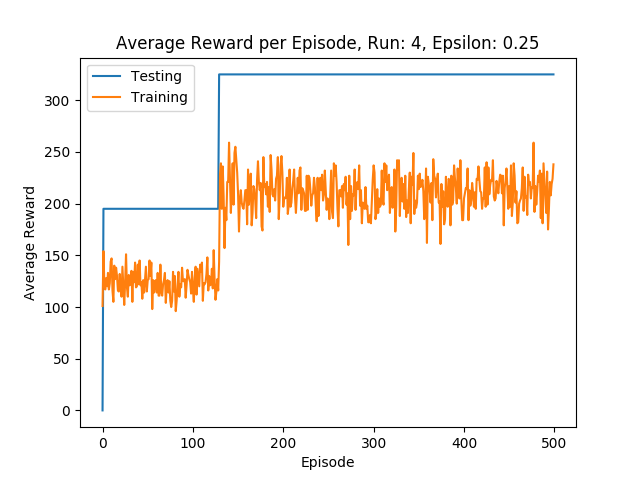 Average Reward per Episode, Run: 4, Epsilon: 0.25
Testing
Training
300
250
200
150
100
50
0
Average Reward
0 100 200 300 400 500
Episode